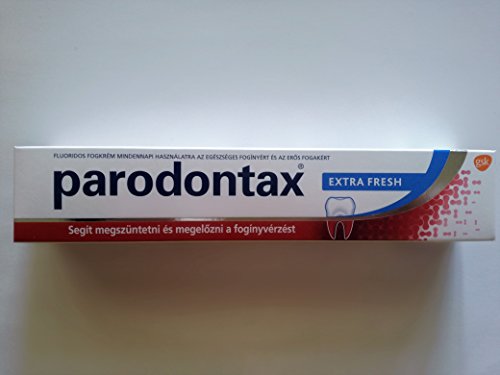 FLUORIDOS FOGKRÉM MINDENNAPI HASZNÁLATRA AZ EGÉSZSÉGES FOGÍNYÉRT ÉS AZ ERŐS FOGAKÉRT
parodontax®
EXTRA FRESH
gsk
Segít megszüntetni és megelőzni a fogínyvérzést